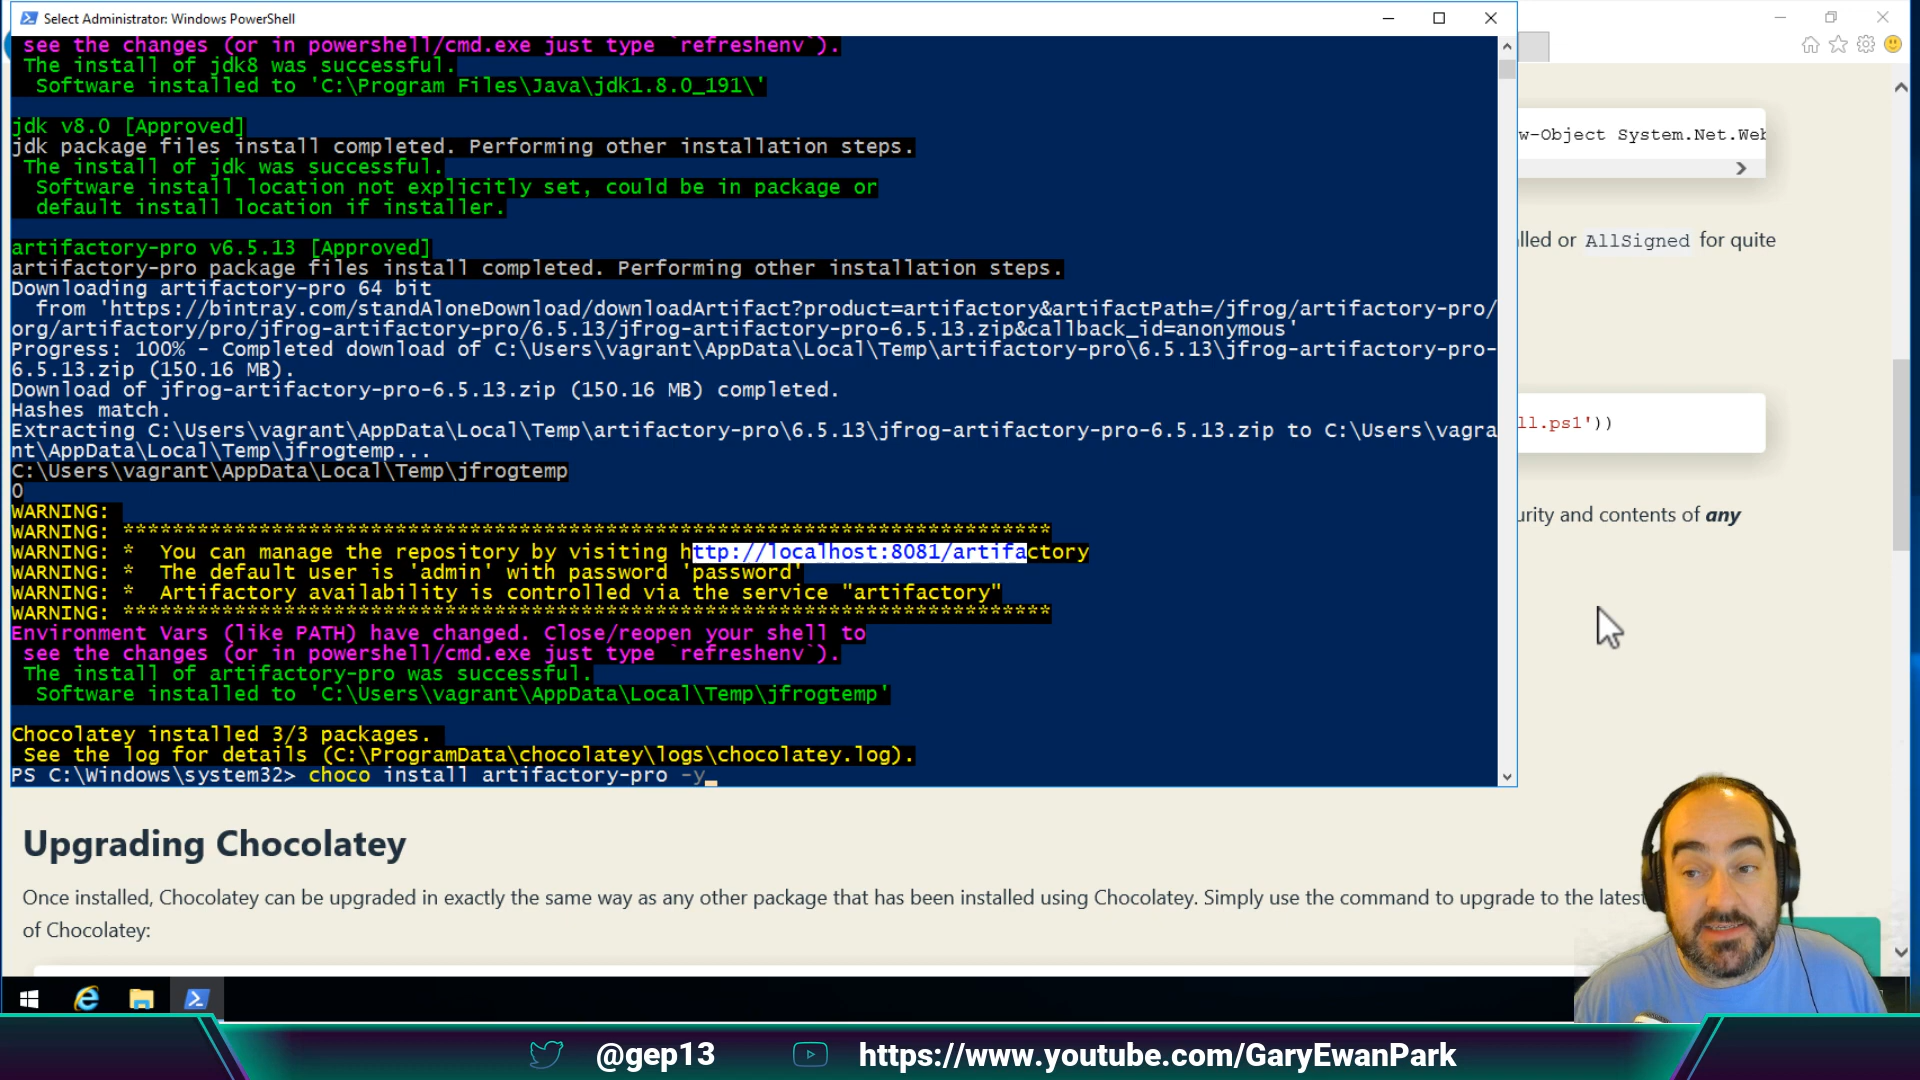 Select Administrator: Windows PowerShell
see the changes (or in powershell/cmd.exe just type `refreshenv`).
The install of jdk8 was successful.
Software installed to 'C:\Program Files\Java\jdk1.8.0_191\'
jdk v8.0 [Approved]
jdk package files install completed. Performing other installation steps.
The install of jdk was successful.
Software install location not explicitly set, could be in package or
default install location if installer.
artifactory-pro v6.5.13 [Approved]
artifactory-pro package files install completed. Performing other installation steps.
Downloading artifactory-pro 64 bit
from 'https://bintray.com/standAloneDownload/downloadArtifact?product=artifactory&artifactPath=/jfrog/artifactory-pro/
org/artifactory/pro/jfrog-artifactory-pro/6.5.13/jfrog-artifactory-pro-6.5.13.zip&callback_id=anonymous'
Progress: 100% - Completed download of C:\Users\vagrant\AppData\Local\Temp\artifactory-pro\6.5.13\jfrog-artifactory-pro-
6.5.13.zip (150.16 MB).
Download of jfrog-artifactory-pro-6.5.13.zip (150.16 MB) completed.
Hashes match.
Extracting C:\Users\vagrant\AppData\Local\Temp\artifactory-pro\6.5.13\jfrog-artifactory-pro-6.5.13.zip to C:\Users\vagra
nt\AppData\Local\Temp\jfrogtemp...
C:\Users\vagrant\AppData\Local\Temp\jfrogtemp
0
WARNING:
WARNING: ***************************************************************************
WARNING: *  You can manage the repository by visiting http://localhost:8081/artifactory
WARNING: *  The default user is 'admin' with password 'password'
WARNING: *  Artifactory availability is controlled via the service "artifactory"
WARNING: ***************************************************************************
Environment Vars (like PATH) have changed. Close/reopen your shell to
see the changes (or in powershell/cmd.exe just type `refreshenv`).
The install of artifactory-pro was successful.
Software installed to 'C:\Users\vagrant\AppData\Local\Temp\jfrogtemp'
Chocolatey installed 3/3 packages.
See the log for details (C:\ProgramData\chocolatey\logs\chocolatey.log).
PS C:\Windows\system32> choco install artifactory-pro -y
w-Object System.Net.Web
lled or AllSigned for quite
ll.ps1'))
urity and contents of any
Upgrading Chocolatey
Once installed, Chocolatey can be upgraded in exactly the same way as any other package that has been installed using Chocolatey. Simply use the command to upgrade to the latest
of Chocolatey:
@gep13
https://www.youtube.com/GaryEwanPark